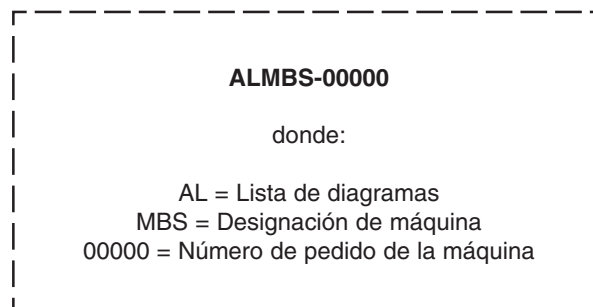 ALMBS-00000
donde:
AL = Lista de diagramas
MBS = Designación de máquina
00000 = Número de pedido de la máquina